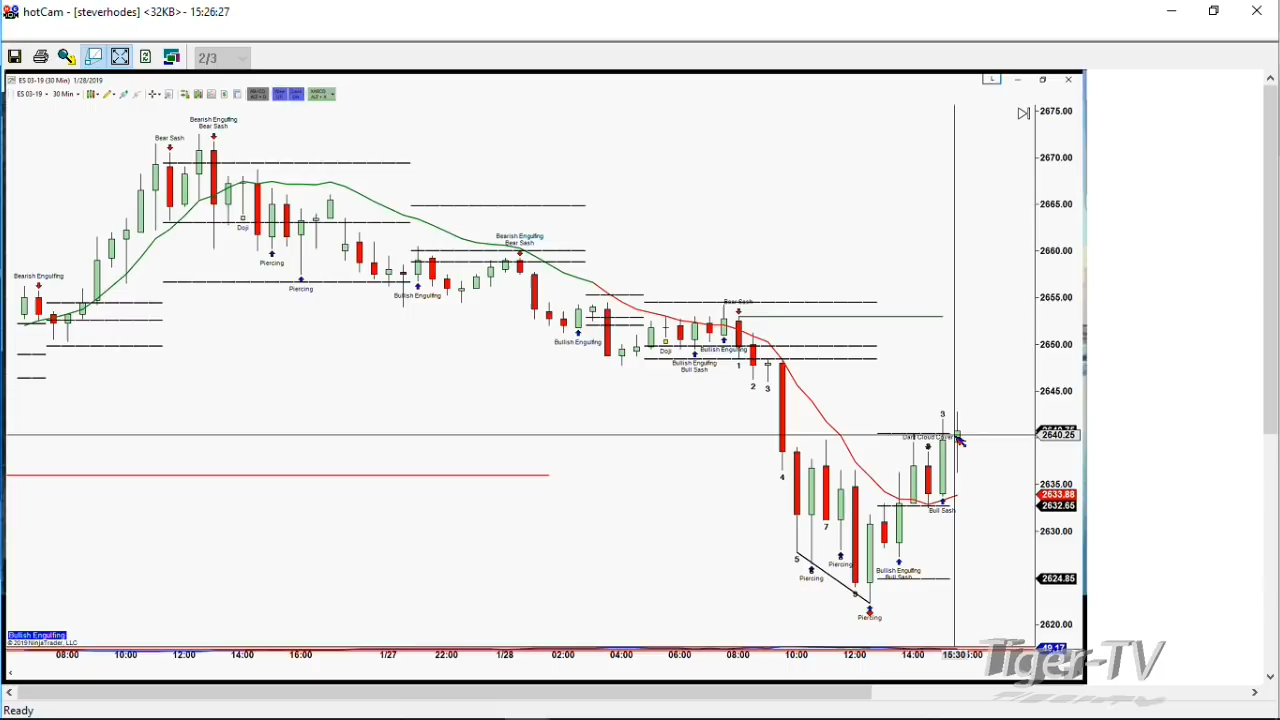 hotCam - [steverhodes] <32KB>- 15:26:27
2/3
ES 03-19 (30 Min) 1/28/2019
L
ES 03-19 30 Min
2675.00
2670.00
2665.00
2660.00
2655.00
2650.00
2645.00
2640.25
2635.00
2633.88
2632.65
2630.00
2624.85
2620.00
49.17
Bearish Engulfing
Bear Sash
Bear Sash
Bearish Engulfing
Doji
Piercing
Piercing
Bearish Engulfing
Bear Sash
Bullish Engulfing
Bullish Engulfing
Doji
Bullish Engulfing
Bull Sash
Bear Sash
Bullish Engulfing
1
2
3
4
5
Piercing
7
Piercing
9
Piercing
Bullish Engulfing
Bull Sash
Dark Cloud Cover
3
Bull Sash
Bullish Engulfing
© 2019 NinjaTrader, LLC
08:00 10:00 12:00 14:00 16:00 1/27 22:00 1/28 02:00 04:00 06:00 08:00 10:00 12:00 14:00 15:30
Tiger-TV
Ready